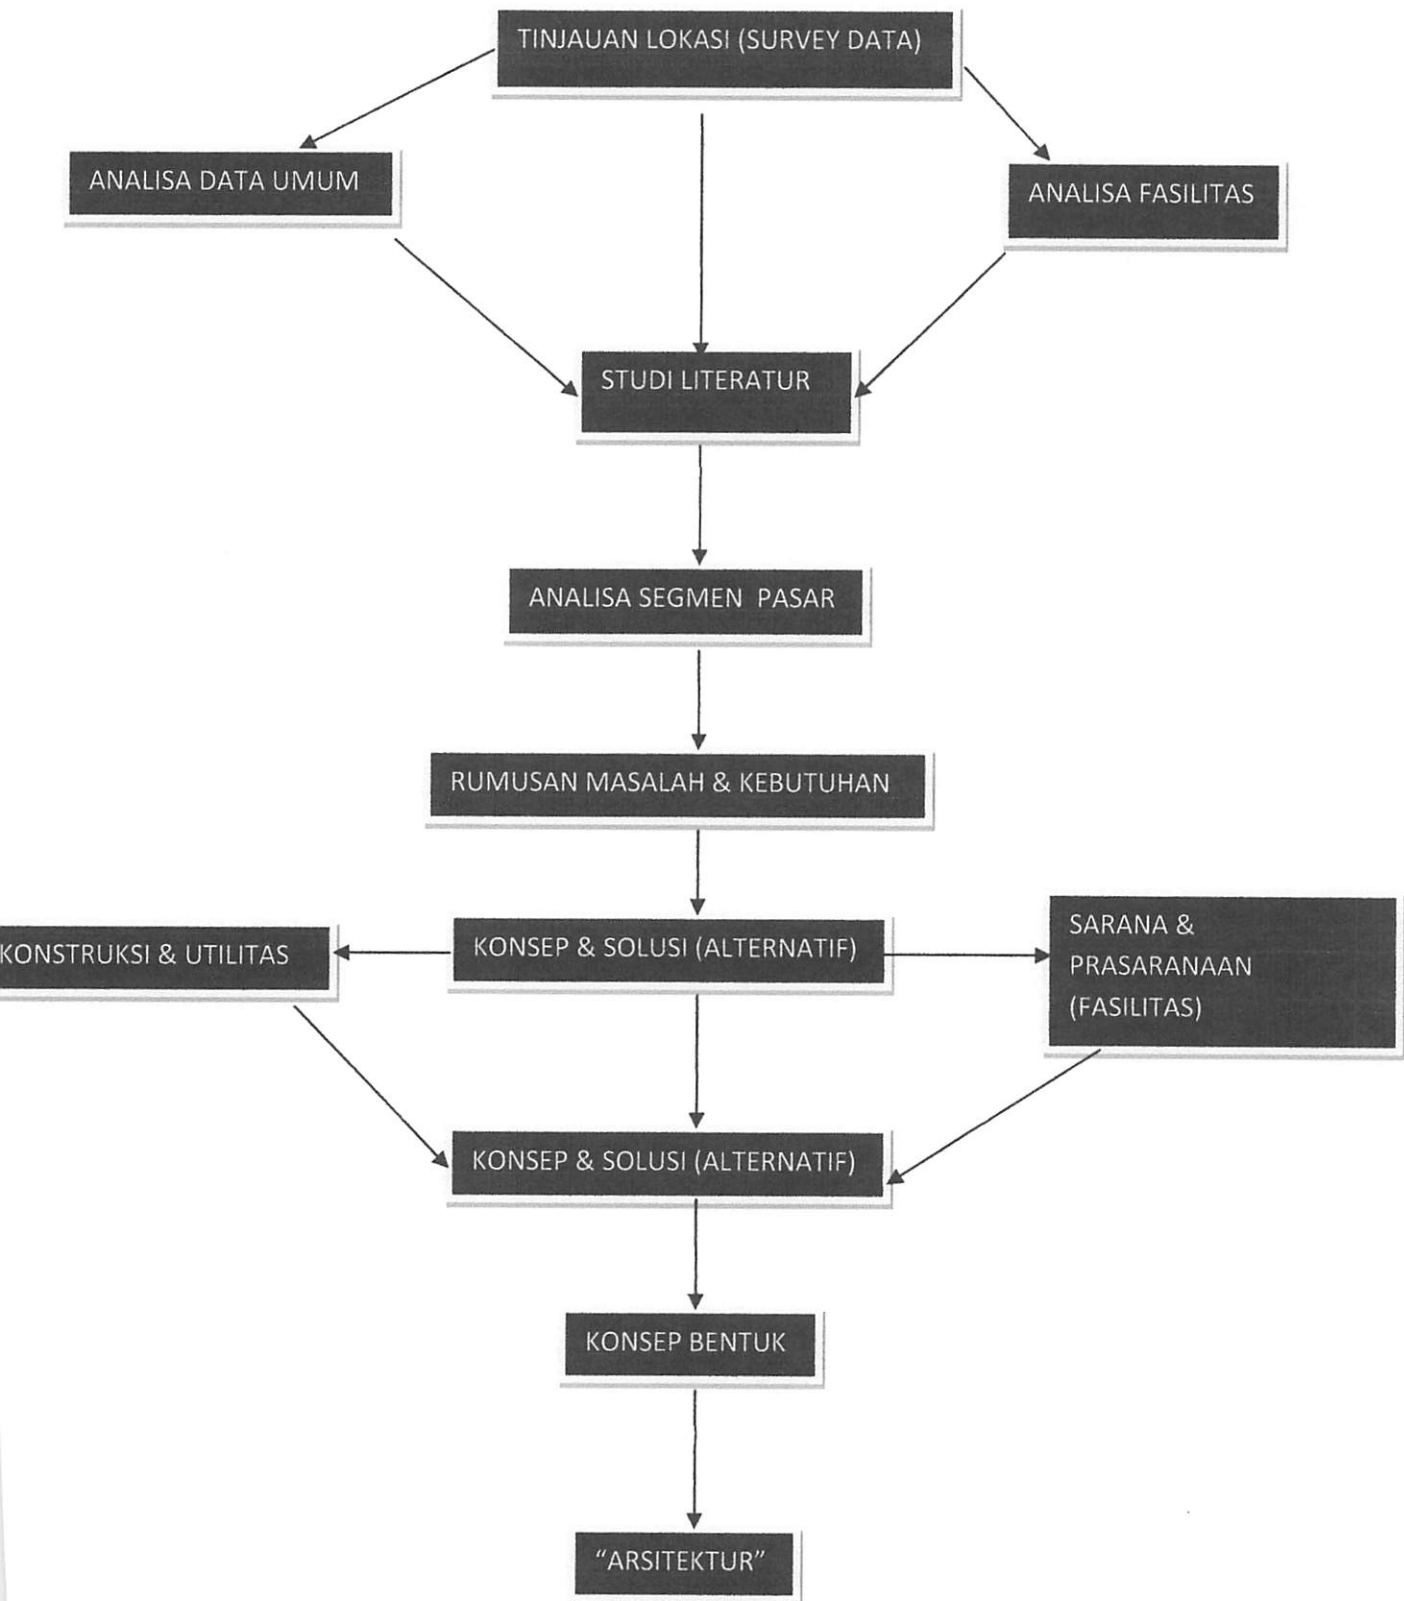 TINJAUAN LOKASI (SURVEY DATA)
ANALISA DATA UMUM
ANALISA FASILITAS
STUDI LITERATUR
ANALISA SEGMEN  PASAR
RUMUSAN MASALAH & KEBUTUHAN
KONSTRUKSI & UTILITAS
KONSEP & SOLUSI (ALTERNATIF)
SARANA &
PRASARANAAN
(FASILITAS)
KONSEP & SOLUSI (ALTERNATIF)
KONSEP BENTUK
“ARSITEKTUR”